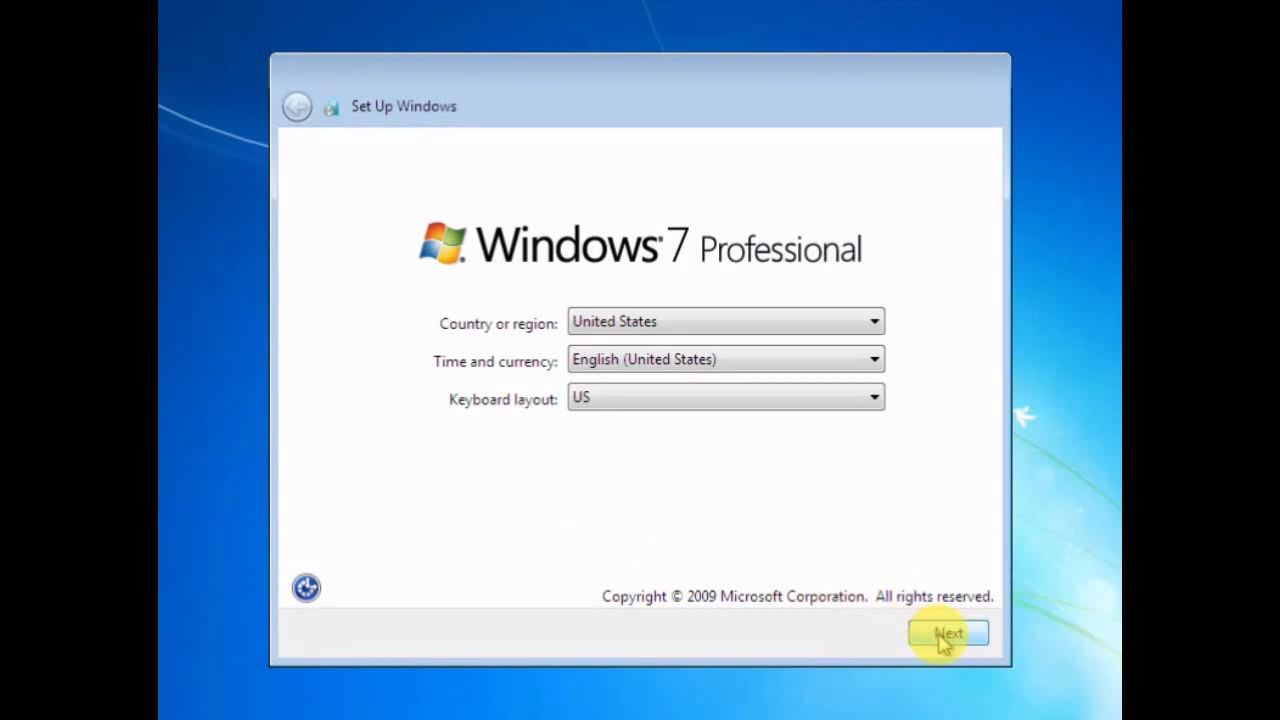 Set Up Windows
Windows 7 Professional
Country or region: United States
Time and currency: English (United States)
Keyboard layout: US
Copyright © 2009 Microsoft Corporation. All rights reserved.
Next